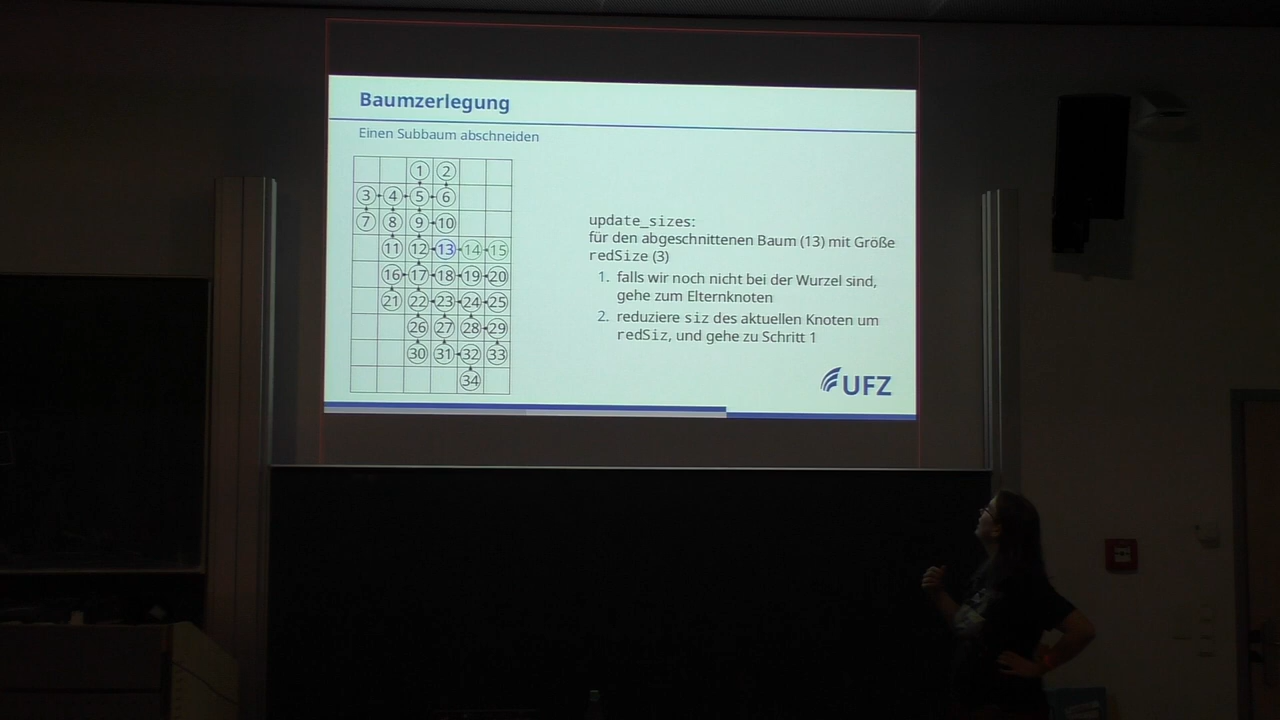 Baumzerlegung
Einen Subbaum abschneiden
1 2
3 4 5 6
7 8 9 10
11 12 13 14 15
16 17 18 19 20
21 22 23 24 25
26 27 28 29
30 31 32 33
34
update_sizes:
für den abgeschnittenen Baum (13) mit Größe
redSize (3)
1. falls wir noch nicht bei der Wurzel sind,
gehe zum Elternknoten
2. reduziere siz des aktuellen Knoten um
redSiz, und gehe zu Schritt 1
UFZ